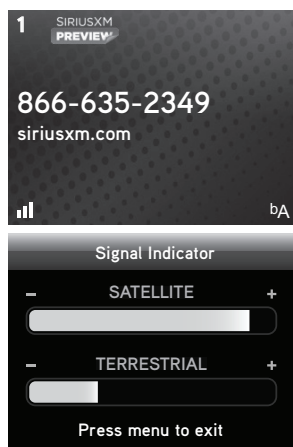 1 SIRIUSXM
PREVIEW
866-635-2349
siriusxm.com
bA
Signal Indicator
- SATELLITE +
- TERRESTRIAL +
Press menu to exit